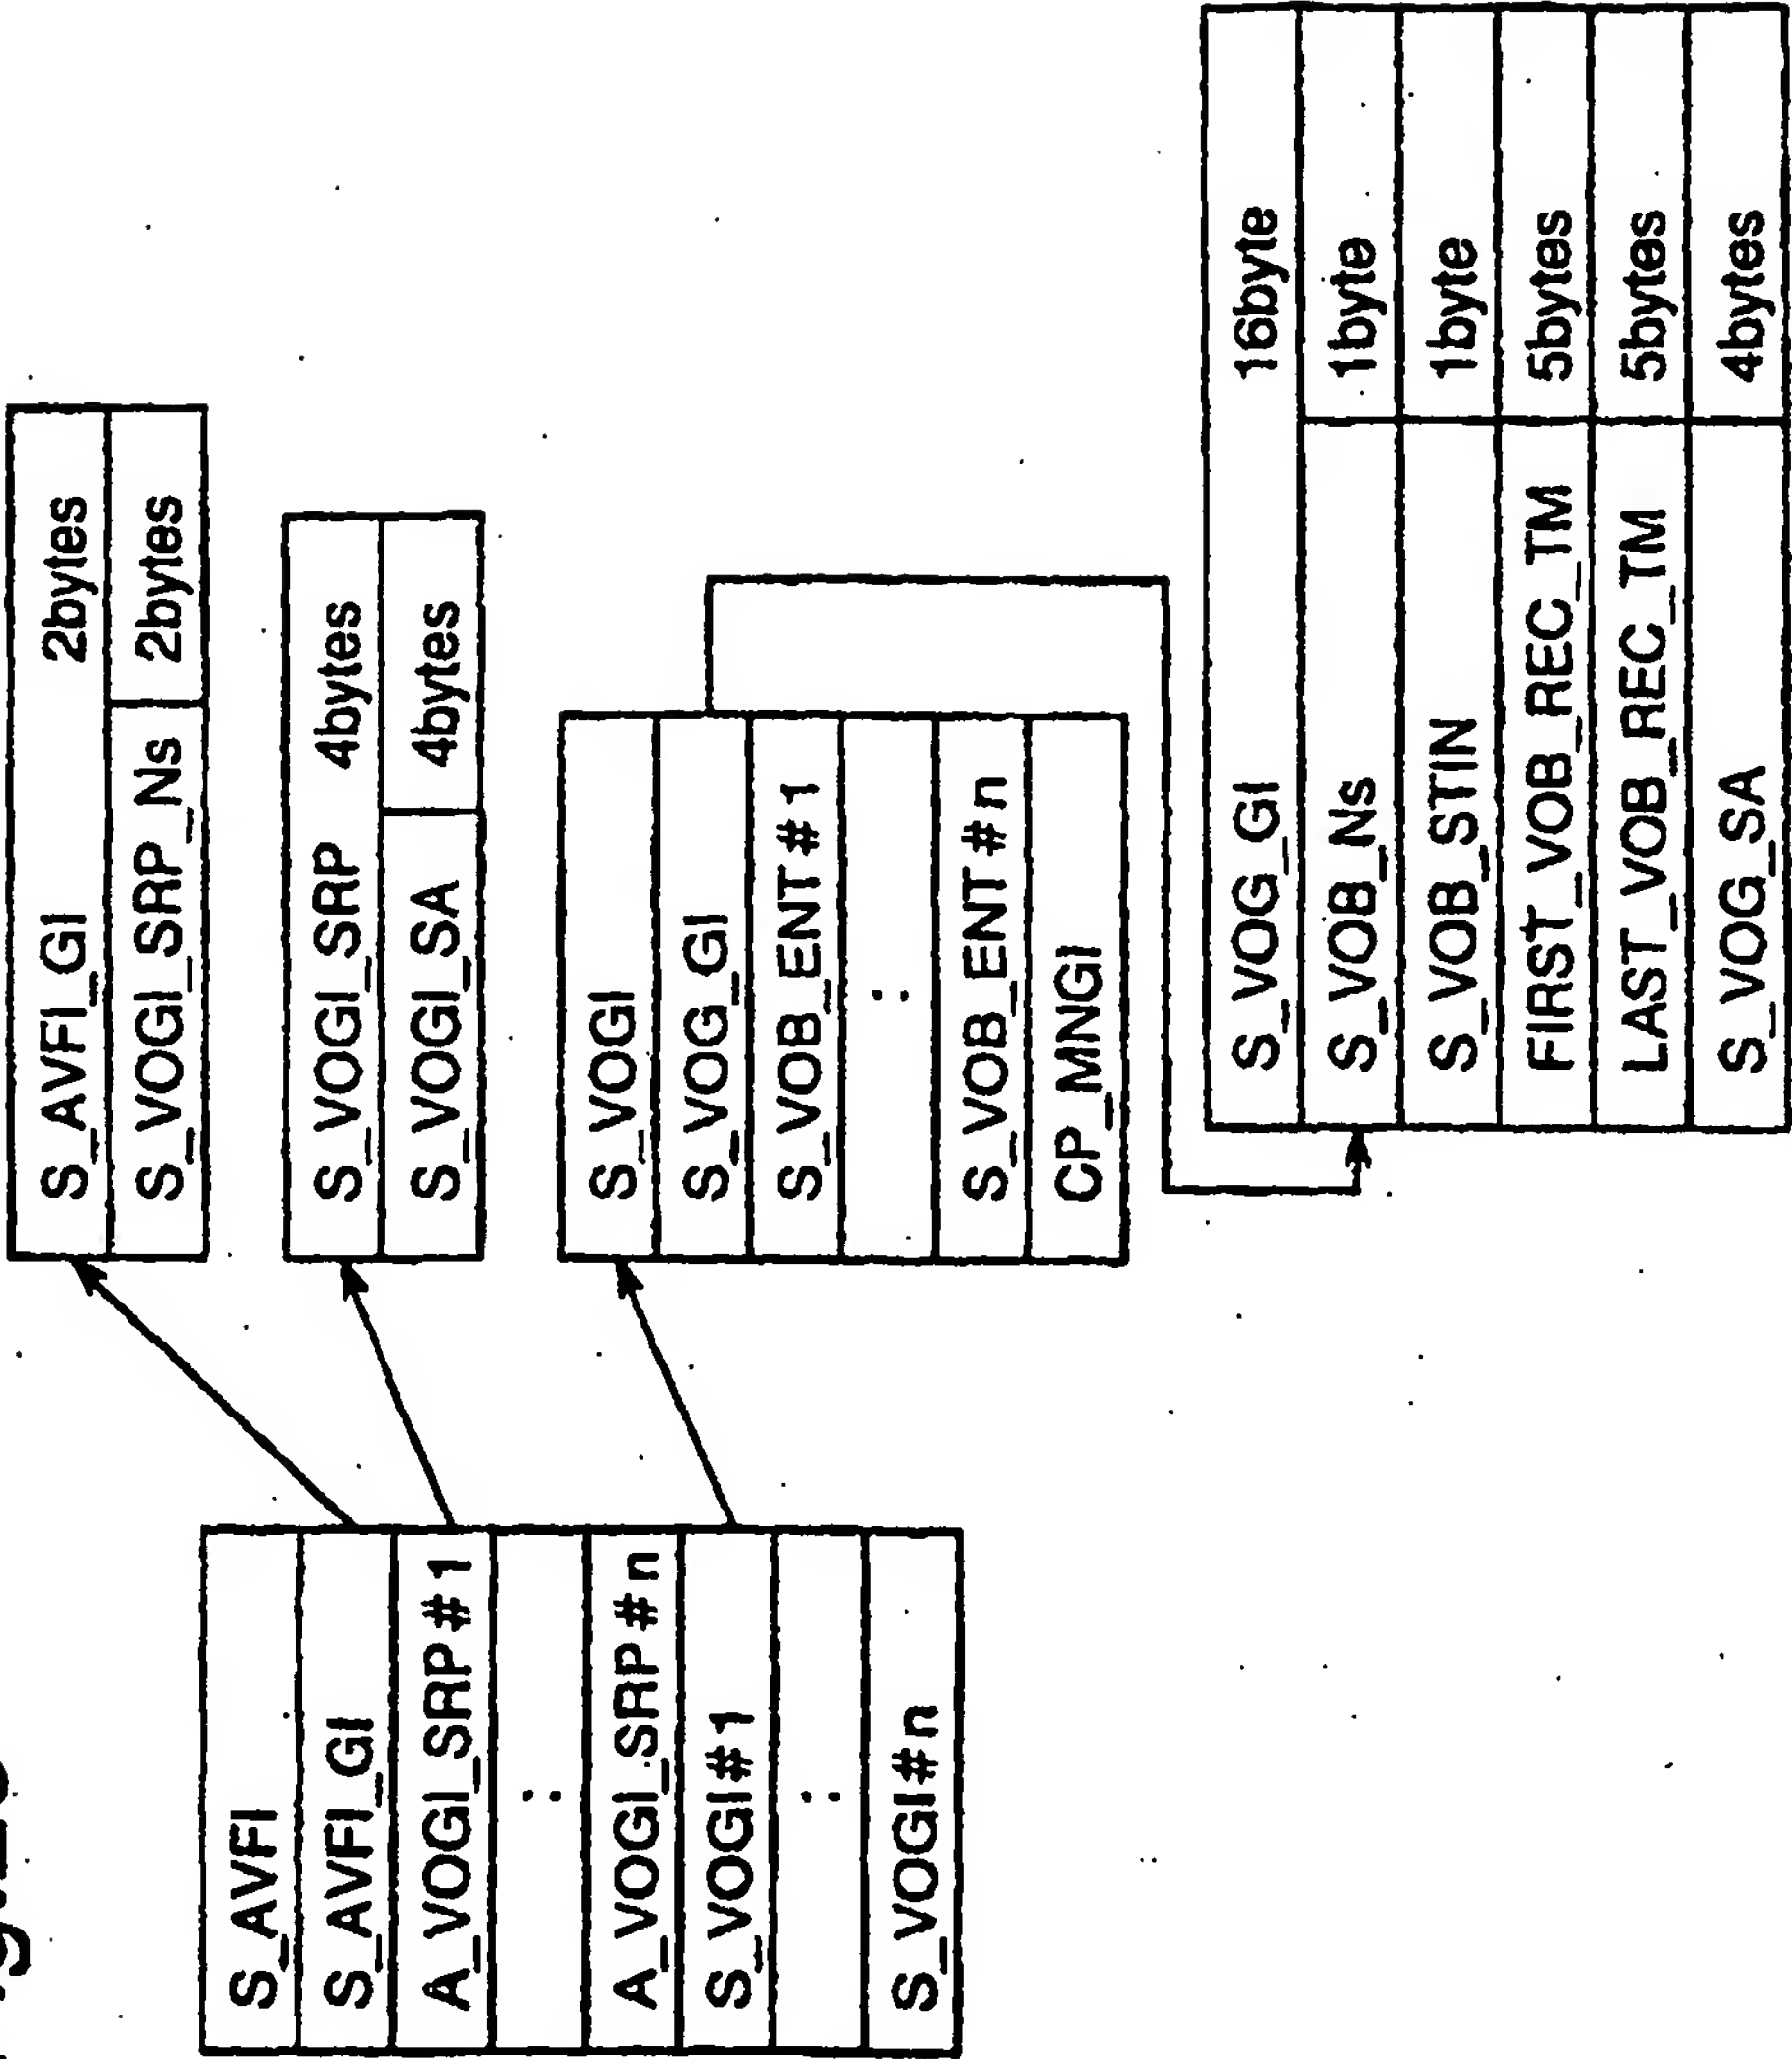 S_AVFI
S_AVFI_GI
A_VOGI_SRP#1
:
A_VOGI_SRP#n
S_VOGI#1
:
S_VOGI#n
S_AVFI_GI 2bytes
S_VOGI_SRP_Ns 2bytes
S_VOGI_SRP 4bytes
S_VOGI_SA 4bytes
S_VOGI
S_VOG_GI
S_VOB_ENT#1
:
S_VOB_ENT#n
CP_MNGI
S_VOG_GI 16byte
S_VOB_Ns 1byte
S_VOB_STIN 1byte
FIRST_VOB_REC_TM 5bytes
LAST_VOB_REC_TM 5bytes
S_VOG_SA 4bytes